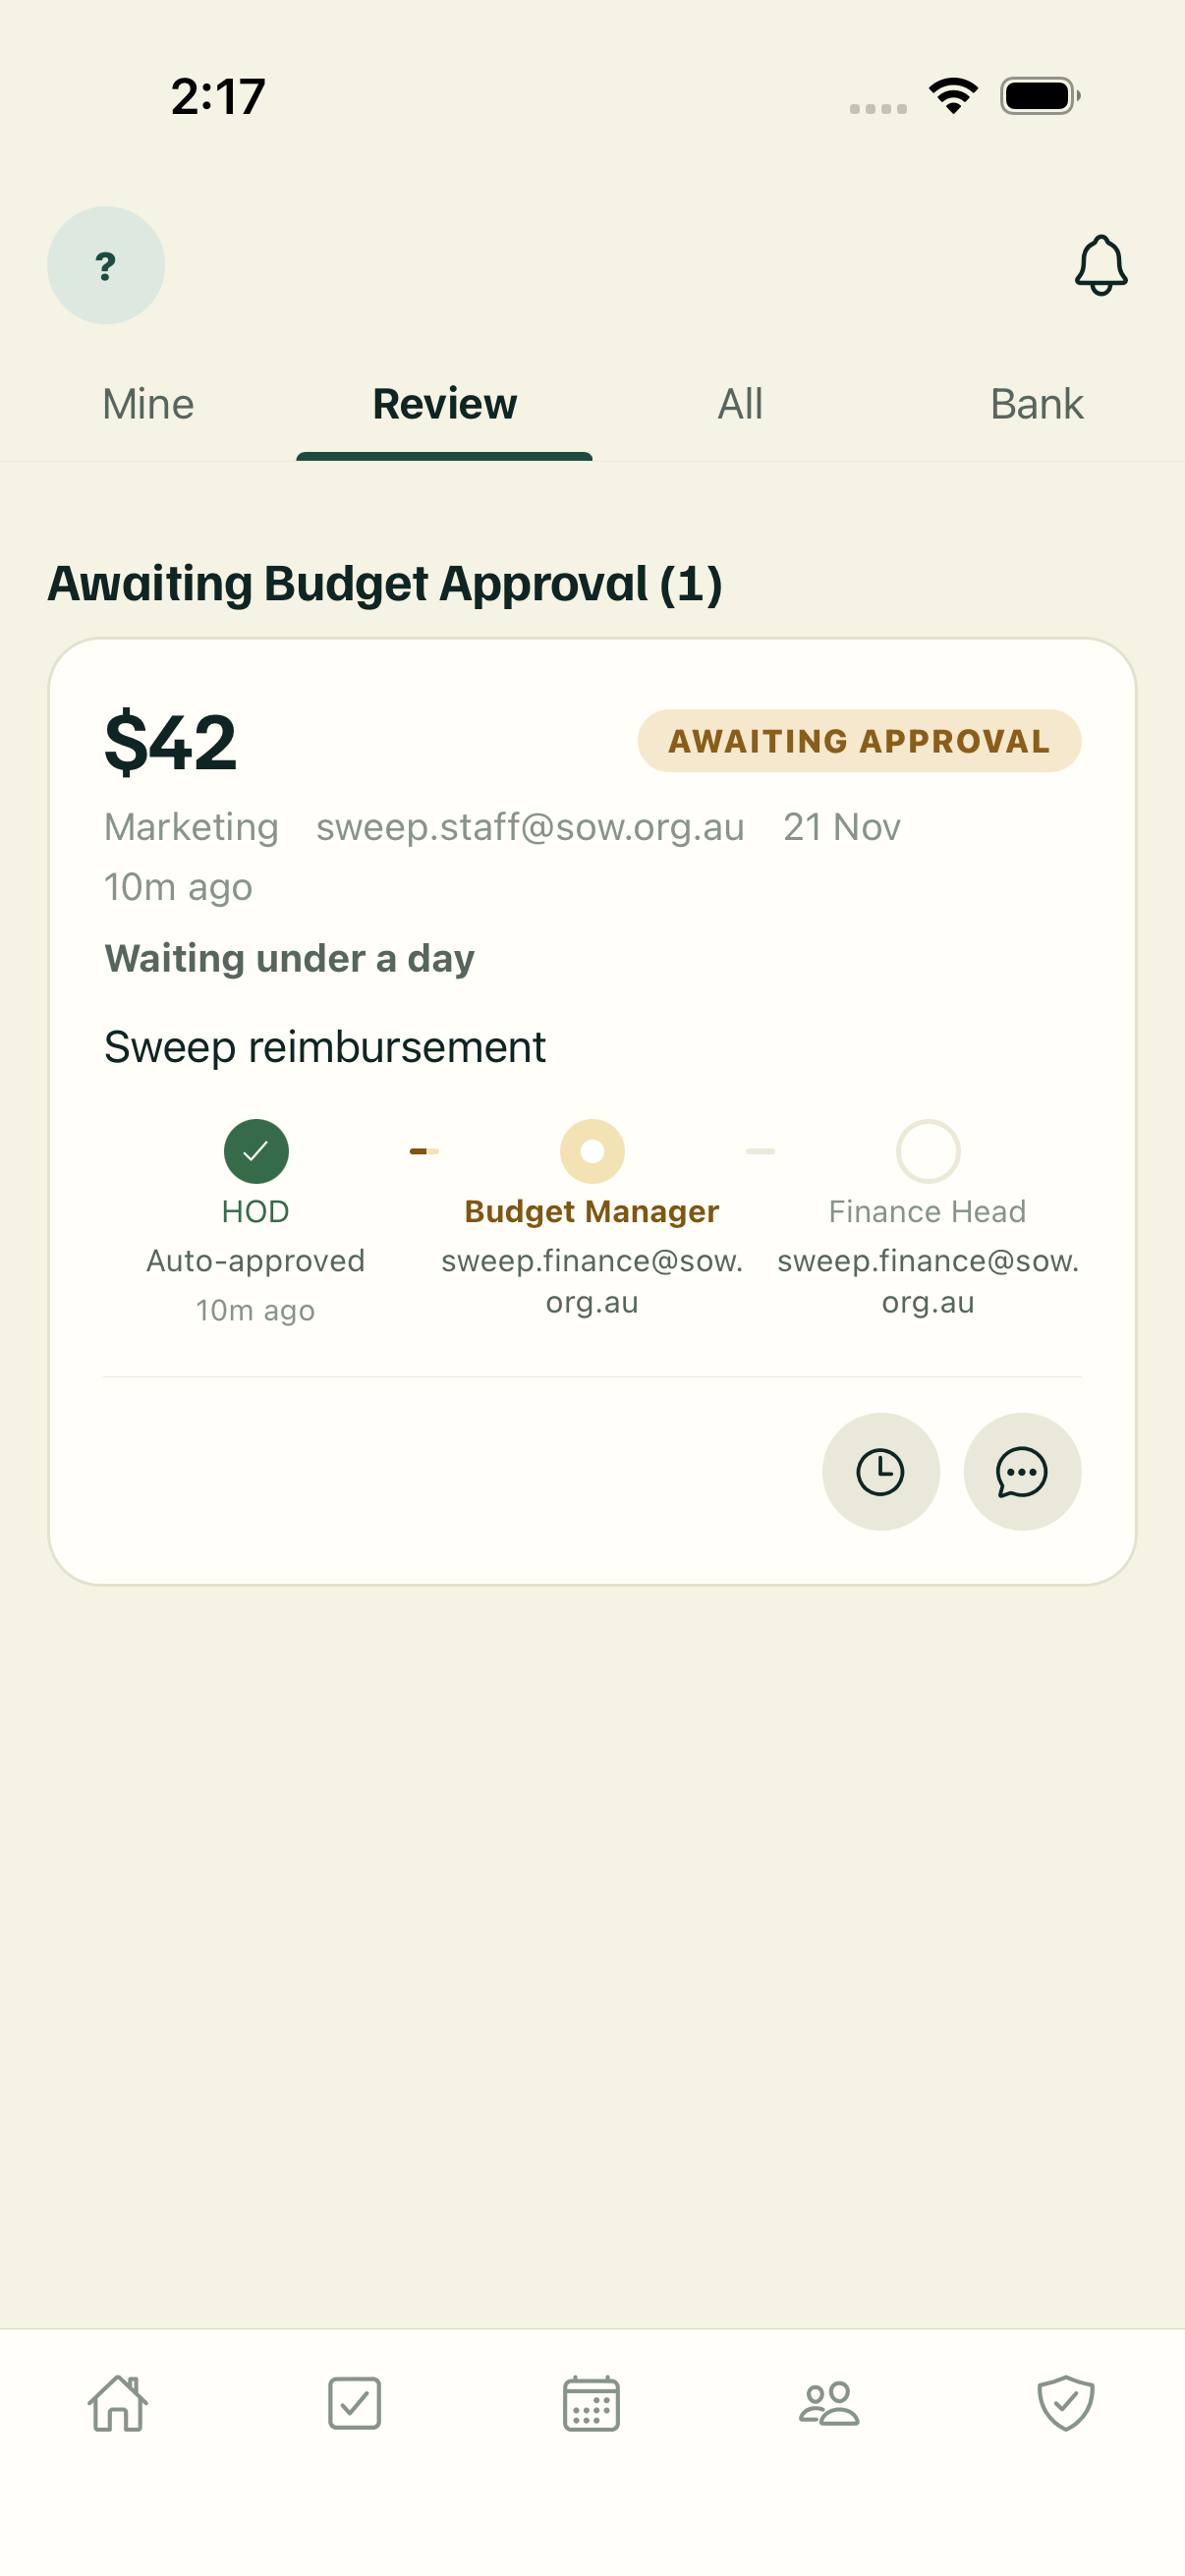 2:17
?
Mine Review All Bank
Awaiting Budget Approval (1)
$42 AWAITING APPROVAL
Marketing sweep.staff@sow.org.au 21 Nov
10m ago
Waiting under a day
Sweep reimbursement
HOD Budget Manager Finance Head
Auto-approved sweep.finance@sow. sweep.finance@sow.
10m ago org.au org.au